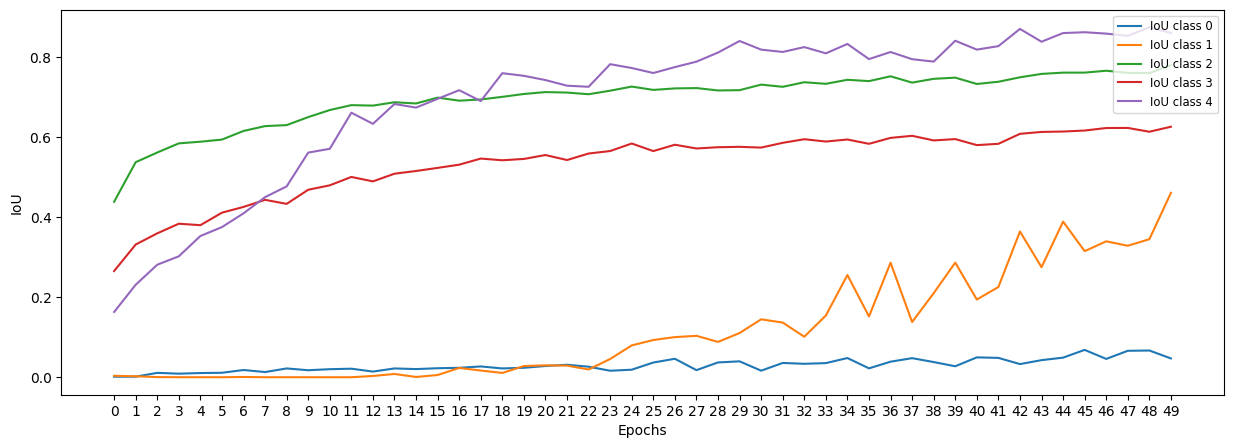 IoU class 0
IoU class 1
IoU class 2
IoU class 3
IoU class 4
0.8
0.6
0.4
0.2
0.0
IoU
0 1 2 3 4 5 6 7 8 9 10 11 12 13 14 15 16 17 18 19 20 21 22 23 24 25 26 27 28 29 30 31 32 33 34 35 36 37 38 39 40 41 42 43 44 45 46 47 48 49
Epochs